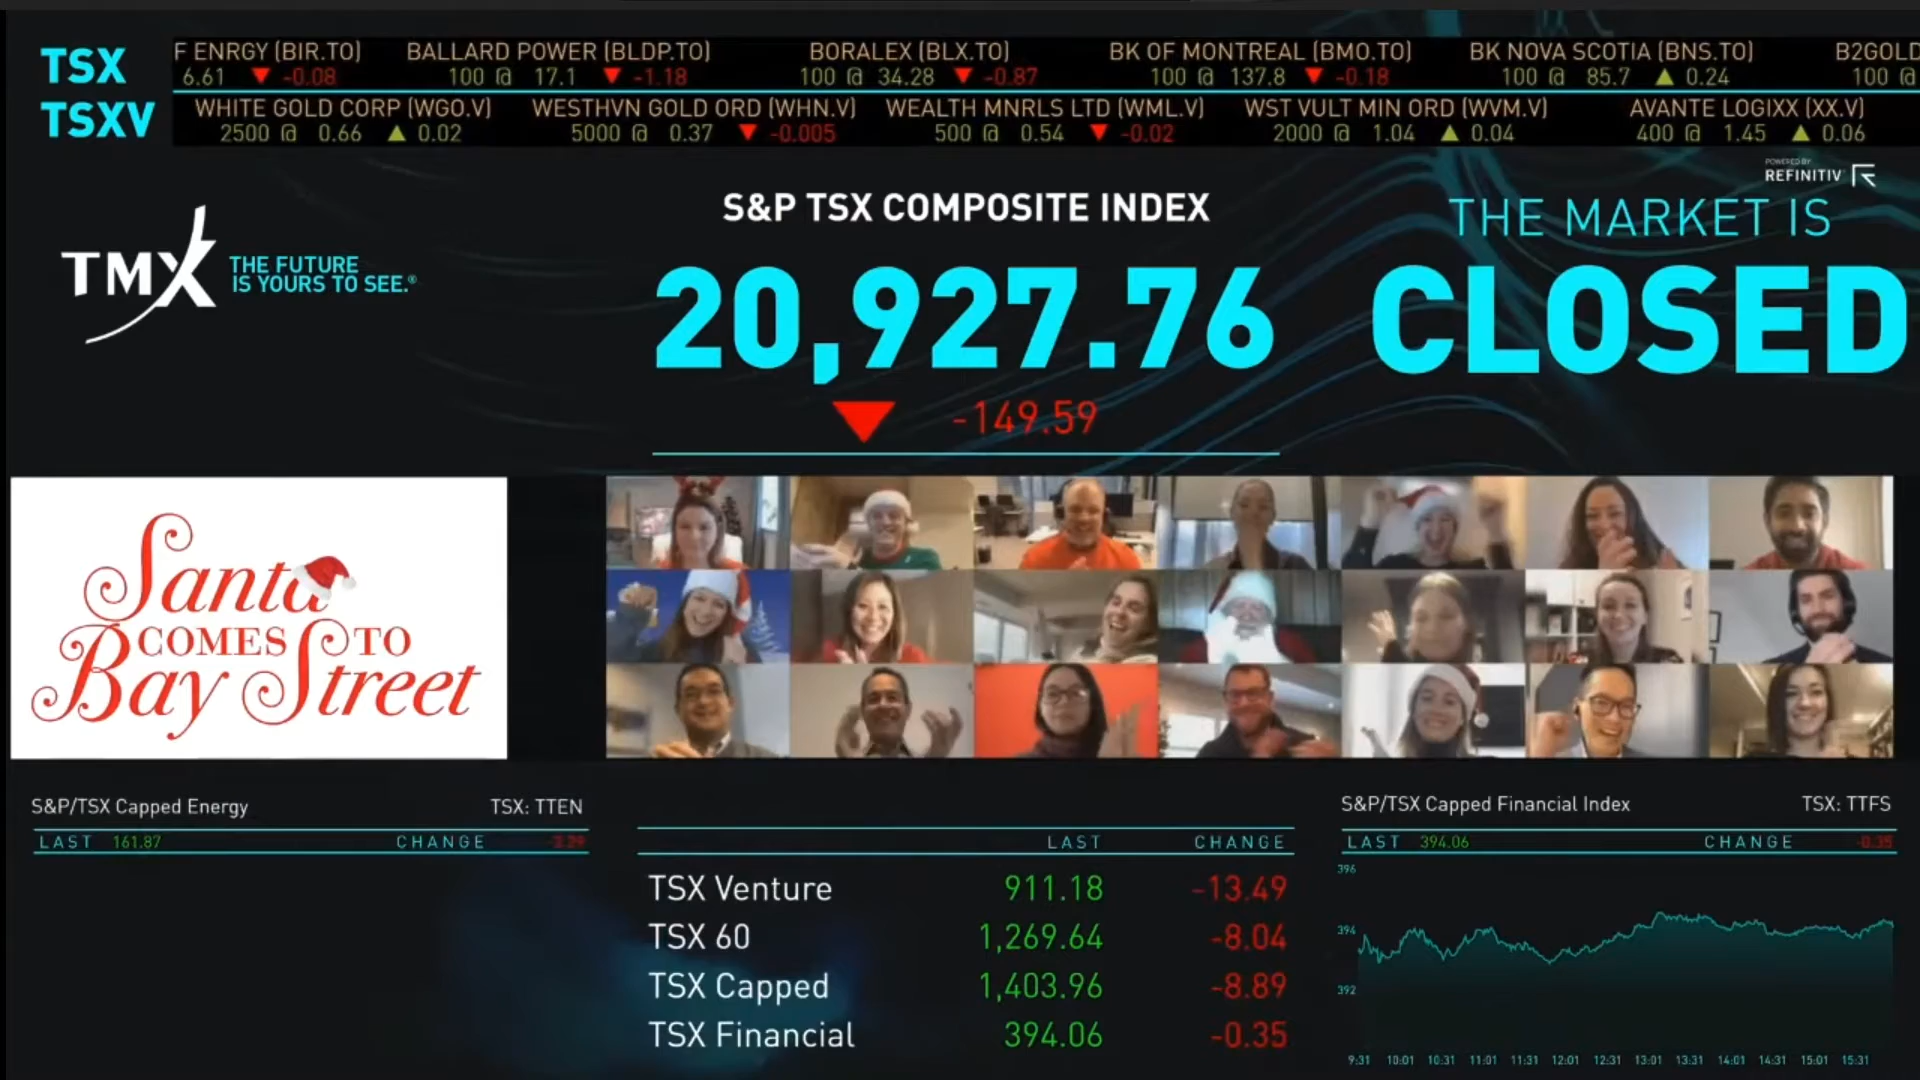 TSX
F ENRGY (BIR.TO) BALLARD POWER (BLDP.TO) BORALEX (BLX.TO) BK OF MONTREAL (BMO.TO) BK NOVA SCOTIA (BNS.TO) B2GOLD
6.61 ▼ -0.08 100 @ 17.1 ▼ -1.18 100 @ 34.28 ▼ -0.87 100 @ 137.8 ▼ -0.18 100 @ 85.7 ▲ 0.24 100 @
TSXV
WHITE GOLD CORP (WGO.V) WESTHVN GOLD ORD (WHN.V) WEALTH MNRLS LTD (WML.V) WST VULT MIN ORD (WVM.V) AVANTE LOGIXX (XX.V)
2500 @ 0.66 ▲ 0.02 5000 @ 0.37 ▼ -0.005 500 @ 0.54 ▼ -0.02 2000 @ 1.04 ▲ 0.04 400 @ 1.45 ▲ 0.06
POWERED BY
REFINITIV
TMX
THE FUTURE
IS YOURS TO SEE.®
S&P TSX COMPOSITE INDEX
20,927.76
▼ -149.59
THE MARKET IS
CLOSED
Santa
COMES TO
Bay Street
S&P/TSX Capped Energy TSX: TTEN
LAST 161.87 CHANGE
LAST CHANGE
TSX Venture 911.18 -13.49
TSX 60 1,269.64 -8.04
TSX Capped 1,403.96 -8.89
TSX Financial 394.06 -0.35
S&P/TSX Capped Financial Index TSX: TTFS
LAST 394.06 CHANGE -0.35
396
394
392
9:31 10:01 10:31 11:01 11:31 12:01 12:31 13:01 13:31 14:01 14:31 15:01 15:31